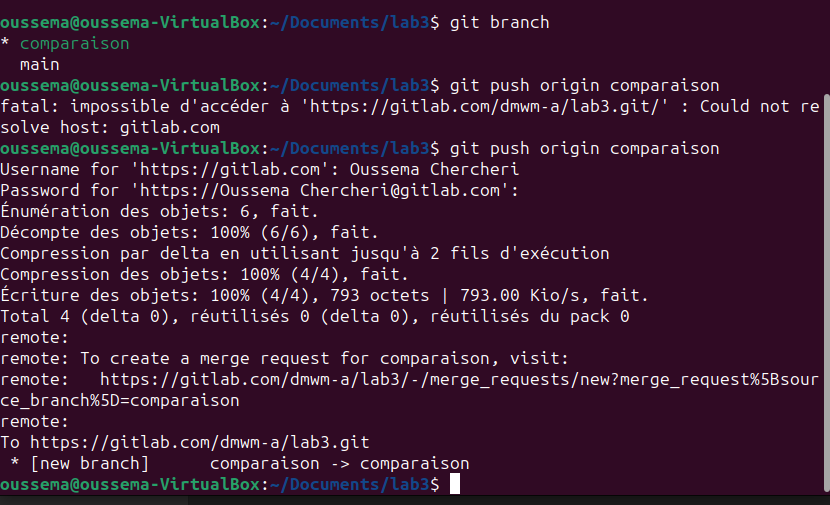 oussema@oussema-VirtualBox:~/Documents/lab3$ git branch
* comparaison
  main
oussema@oussema-VirtualBox:~/Documents/lab3$ git push origin comparaison
fatal: impossible d'accéder à 'https://gitlab.com/dmwm-a/lab3.git/' : Could not re
solve host: gitlab.com
oussema@oussema-VirtualBox:~/Documents/lab3$ git push origin comparaison
Username for 'https://gitlab.com': Oussema Chercheri
Password for 'https://Oussema Chercheri@gitlab.com':
Énumération des objets: 6, fait.
Décompte des objets: 100% (6/6), fait.
Compression par delta en utilisant jusqu'à 2 fils d'exécution
Compression des objets: 100% (4/4), fait.
Écriture des objets: 100% (4/4), 793 octets | 793.00 Kio/s, fait.
Total 4 (delta 0), réutilisés 0 (delta 0), réutilisés du pack 0
remote:
remote: To create a merge request for comparaison, visit:
remote:   https://gitlab.com/dmwm-a/lab3/-/merge_requests/new?merge_request%5Bsour
ce_branch%5D=comparaison
remote:
To https://gitlab.com/dmwm-a/lab3.git
 * [new branch]      comparaison -> comparaison
oussema@oussema-VirtualBox:~/Documents/lab3$